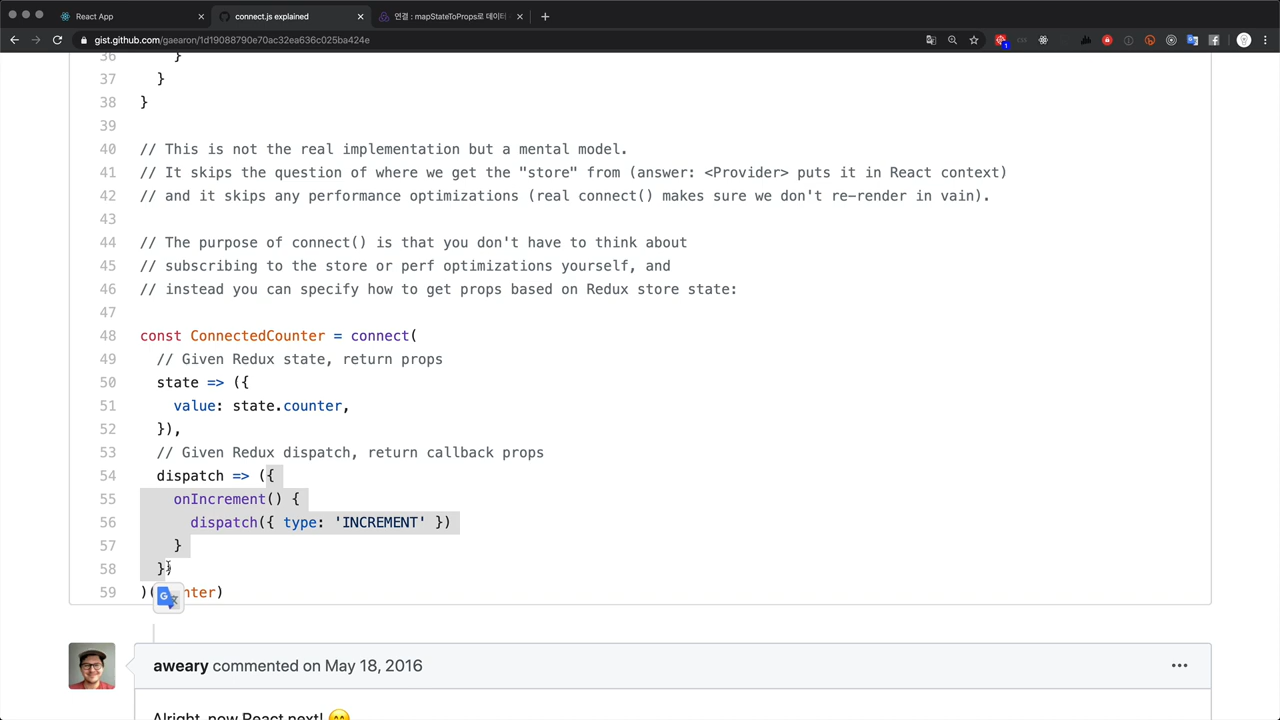 React App
connect.js explained
연결 : mapStateToProps로 데이터
gist.github.com/gaearon/1d19088790e70ac32ea636c025ba424e
36 }
37 }
38 }
39
40 // This is not the real implementation but a mental model.
41 // It skips the question of where we get the "store" from (answer: <Provider> puts it in React context)
42 // and it skips any performance optimizations (real connect() makes sure we don't re-render in vain).
43
44 // The purpose of connect() is that you don't have to think about
45 // subscribing to the store or perf optimizations yourself, and
46 // instead you can specify how to get props based on Redux store state:
47
48 const ConnectedCounter = connect(
49 // Given Redux state, return props
50 state => ({
51 value: state.counter,
52 }),
53 // Given Redux dispatch, return callback props
54 dispatch => ({
55 onIncrement() {
56 dispatch({ type: 'INCREMENT' })
57 }
58 })
59 )(    nter)
aweary commented on May 18, 2016
Alright, now React next! 😄